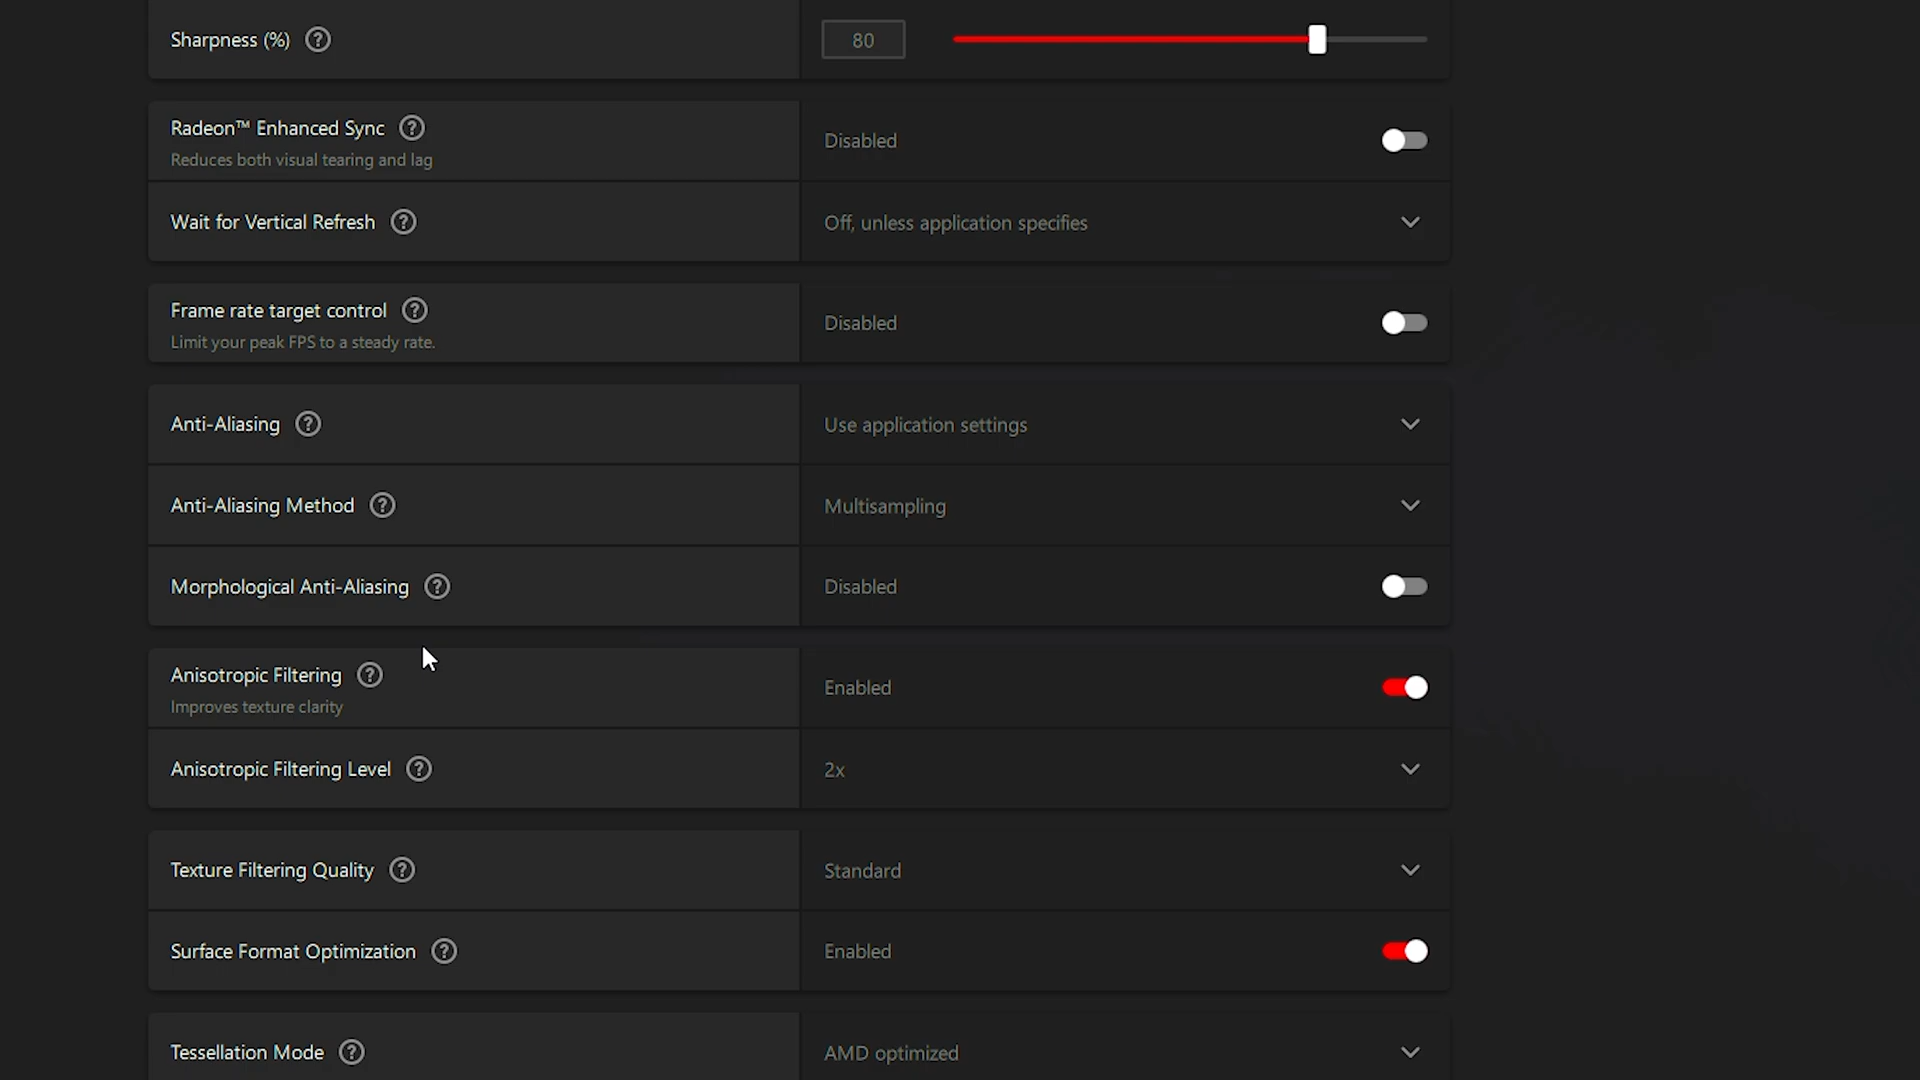 Sharpness (%) ? 80
Radeon™ Enhanced Sync ?
Reduces both visual tearing and lag
Disabled
Wait for Vertical Refresh ? Off, unless application specifies
Frame rate target control ?
Limit your peak FPS to a steady rate.
Disabled
Anti-Aliasing ? Use application settings
Anti-Aliasing Method ? Multisampling
Morphological Anti-Aliasing ? Disabled
Anisotropic Filtering ?
Improves texture clarity
Enabled
Anisotropic Filtering Level ? 2x
Texture Filtering Quality ? Standard
Surface Format Optimization ? Enabled
Tessellation Mode ? AMD optimized